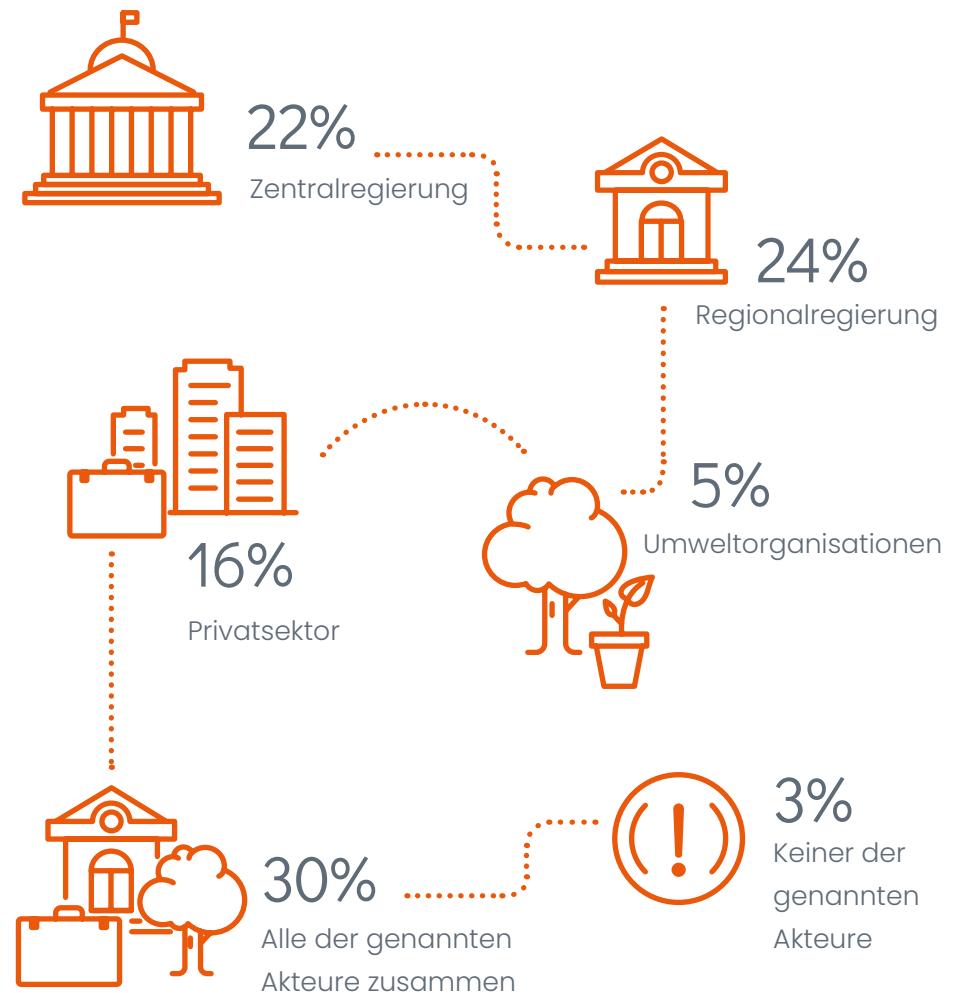 22%
Zentralregierung
24%
Regionalregierung
5%
Umweltorganisationen
16%
Privatsektor
30%
Alle der genannten
Akteure zusammen
3%
Keiner der
genannten
Akteure